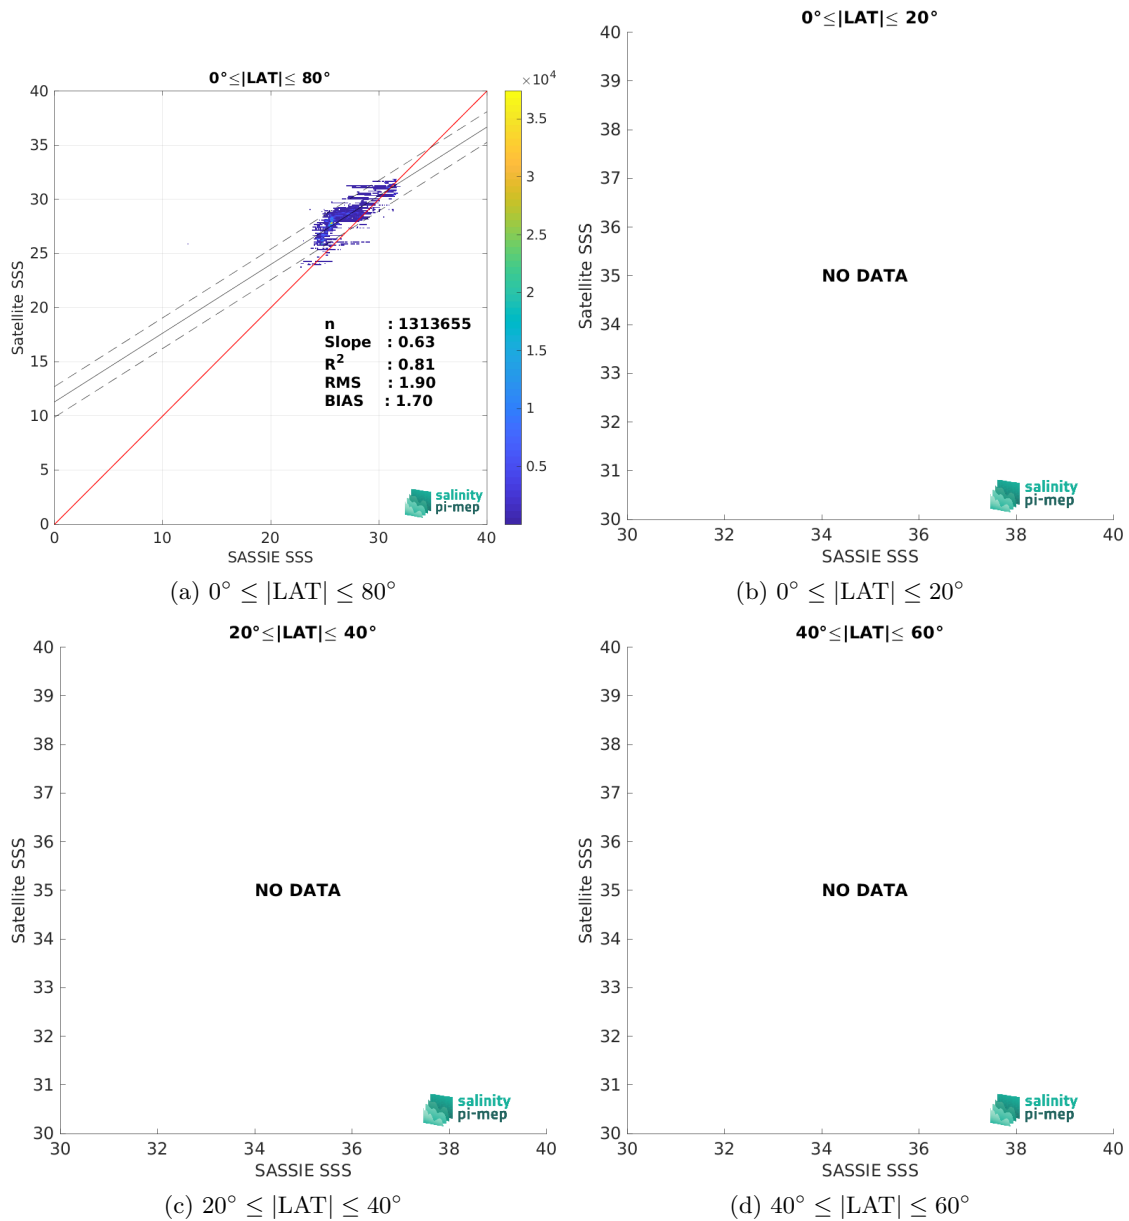 0°≤|LAT|≤ 80°
×10⁴
40
35
30
25
20
15
10
5
0
Satellite SSS
3.5
3
2.5
2
1.5
1
0.5
n : 1313655
Slope : 0.63
R² : 0.81
RMS : 1.90
BIAS : 1.70
salinity
pi-mep
0 10 20 30 40
SASSIE SSS
(a) 0° ≤ |LAT| ≤ 80°
0°≤|LAT|≤ 20°
40
39
38
37
36
35
34
33
32
31
30
Satellite SSS
NO DATA
salinity
pi-mep
30 32 34 36 38 40
SASSIE SSS
(b) 0° ≤ |LAT| ≤ 20°
20°≤|LAT|≤ 40°
40
39
38
37
36
35
34
33
32
31
30
Satellite SSS
NO DATA
salinity
pi-mep
30 32 34 36 38 40
SASSIE SSS
(c) 20° ≤ |LAT| ≤ 40°
40°≤|LAT|≤ 60°
40
39
38
37
36
35
34
33
32
31
30
Satellite SSS
NO DATA
salinity
pi-mep
30 32 34 36 38 40
SASSIE SSS
(d) 40° ≤ |LAT| ≤ 60°